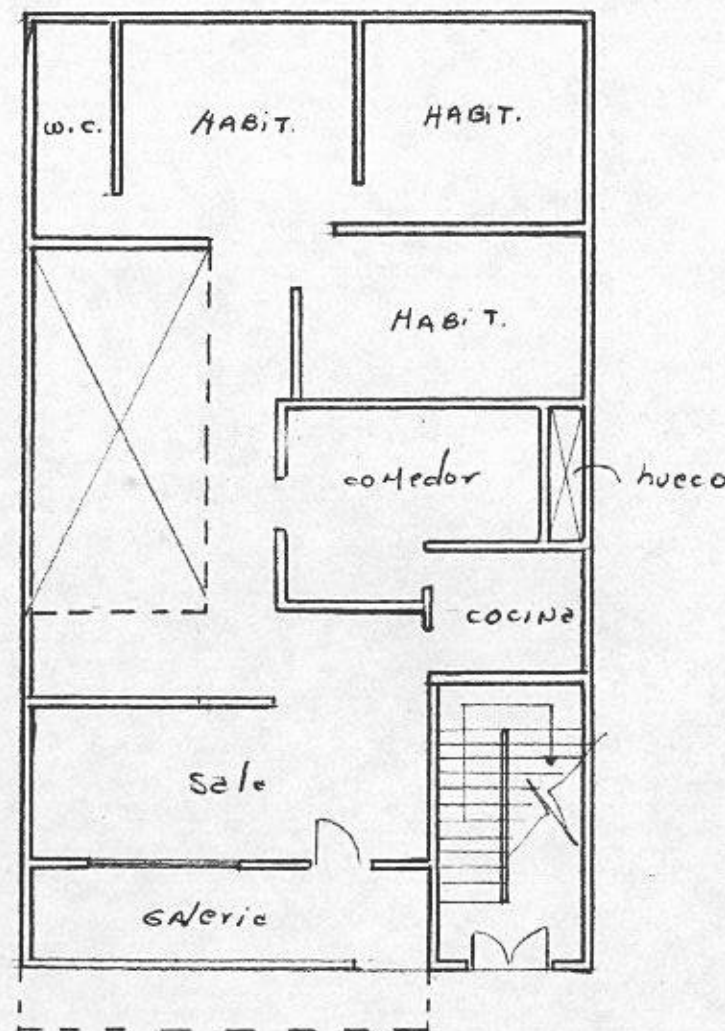 W.C.
HABIT.
HABIT.
HABIT.
comedor
hueco
COCINA
Sala
GALERIA